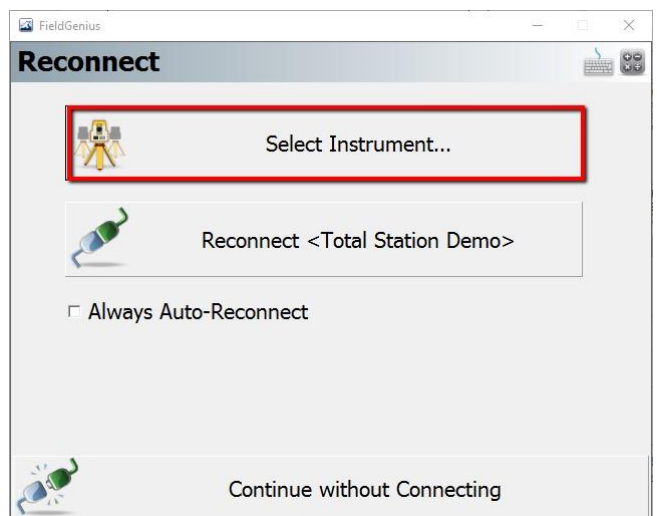 FieldGenius
Reconnect
Select Instrument...
Reconnect <Total Station Demo>
Always Auto-Reconnect
Continue without Connecting